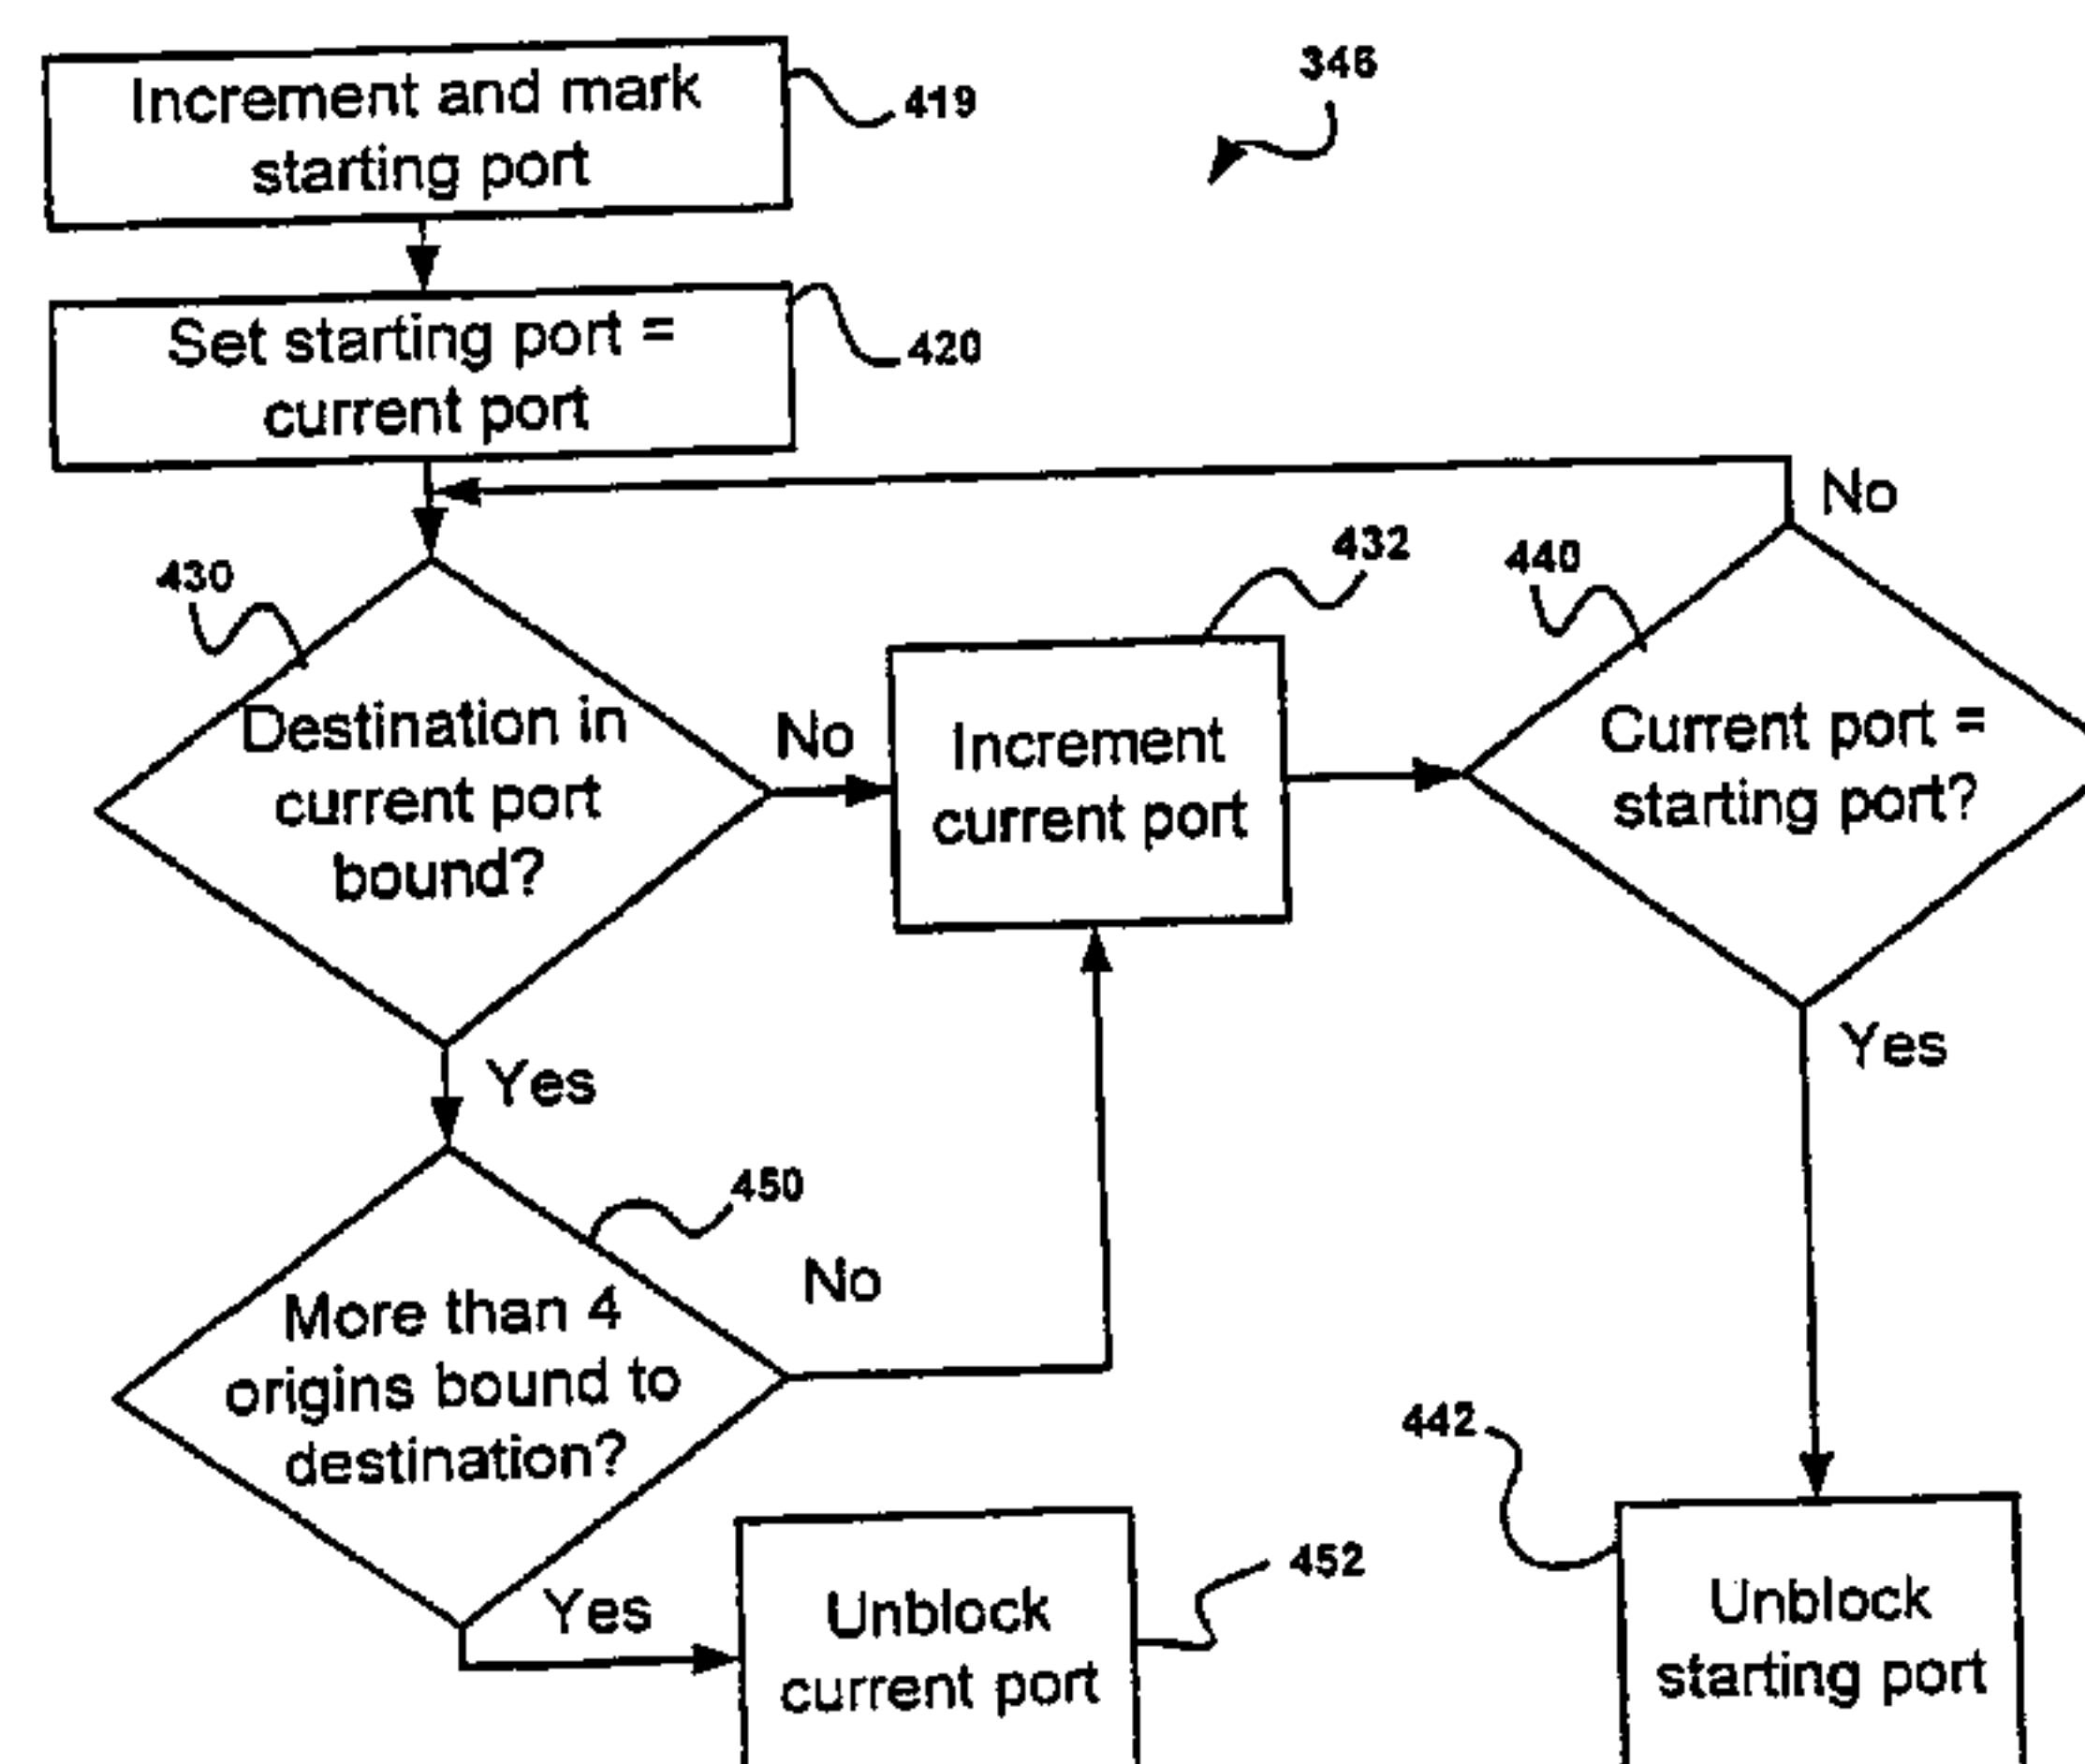 Increment and mark
starting port
419
346
Set starting port =
current port
420
No
430
432
440
Destination in
current port
bound?
No
Increment
current port
Current port =
starting port?
Yes
Yes
450
More than 4
origins bound to
destination?
No
442
Yes
Unblock
current port
452
Unblock
starting port